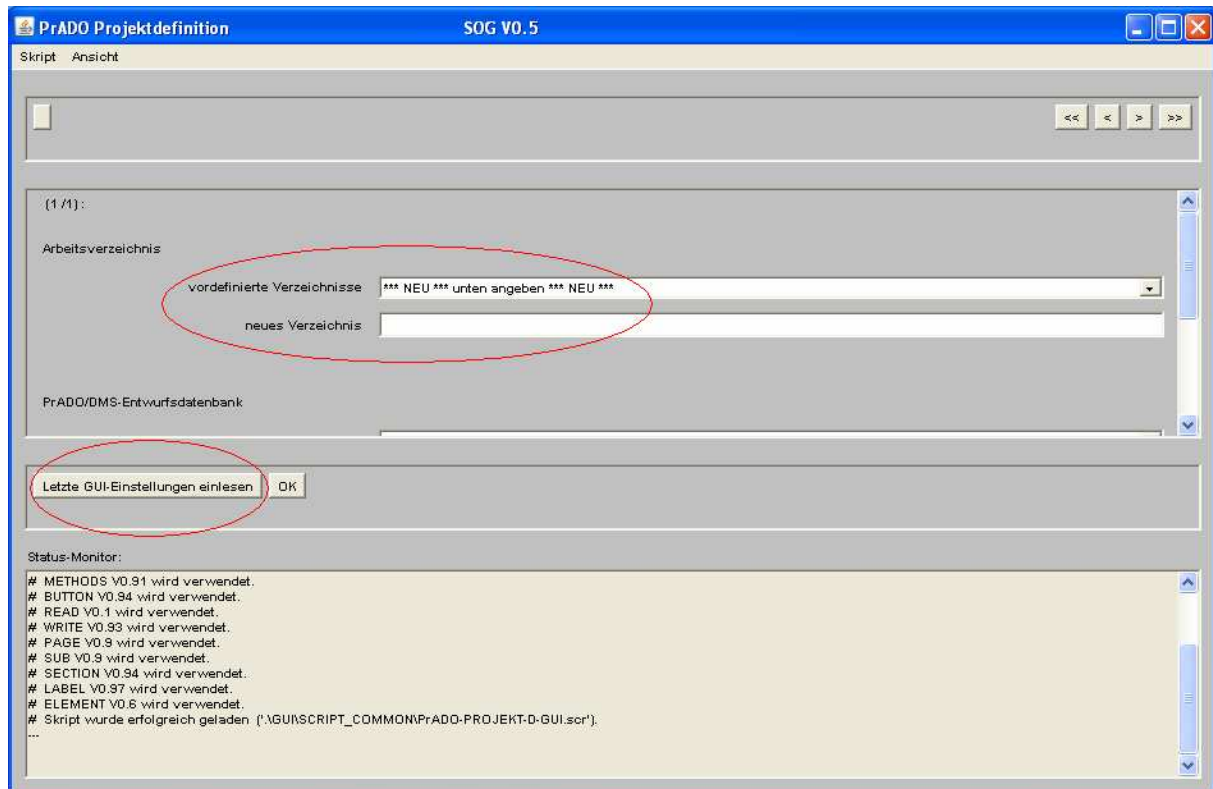 PrADO Projektdefinition SOG V0.5
Skript Ansicht
<< < > >>
(1 /1) :
Arbeitsverzeichnis
vordefinierte Verzeichnisse *** NEU *** unten angeben *** NEU ***
neues Verzeichnis
PrADO/DMS-Entwurfsdatenbank
Letzte GUI-Einstellungen einlesen OK
Status-Monitor:
# METHODS V0.91 wird verwendet.
# BUTTON V0.94 wird verwendet.
# READ V0.1 wird verwendet.
# WRITE V0.93 wird verwendet.
# PAGE V0.9 wird verwendet.
# SUB V0.9 wird verwendet.
# SECTION V0.94 wird verwendet.
# LABEL V0.97 wird verwendet.
# ELEMENT V0.6 wird verwendet.
# Skript wurde erfolgreich geladen ('.\GUI\SCRIPT_COMMON\PrADO-PROJEKT-D-GUI.scr').
...